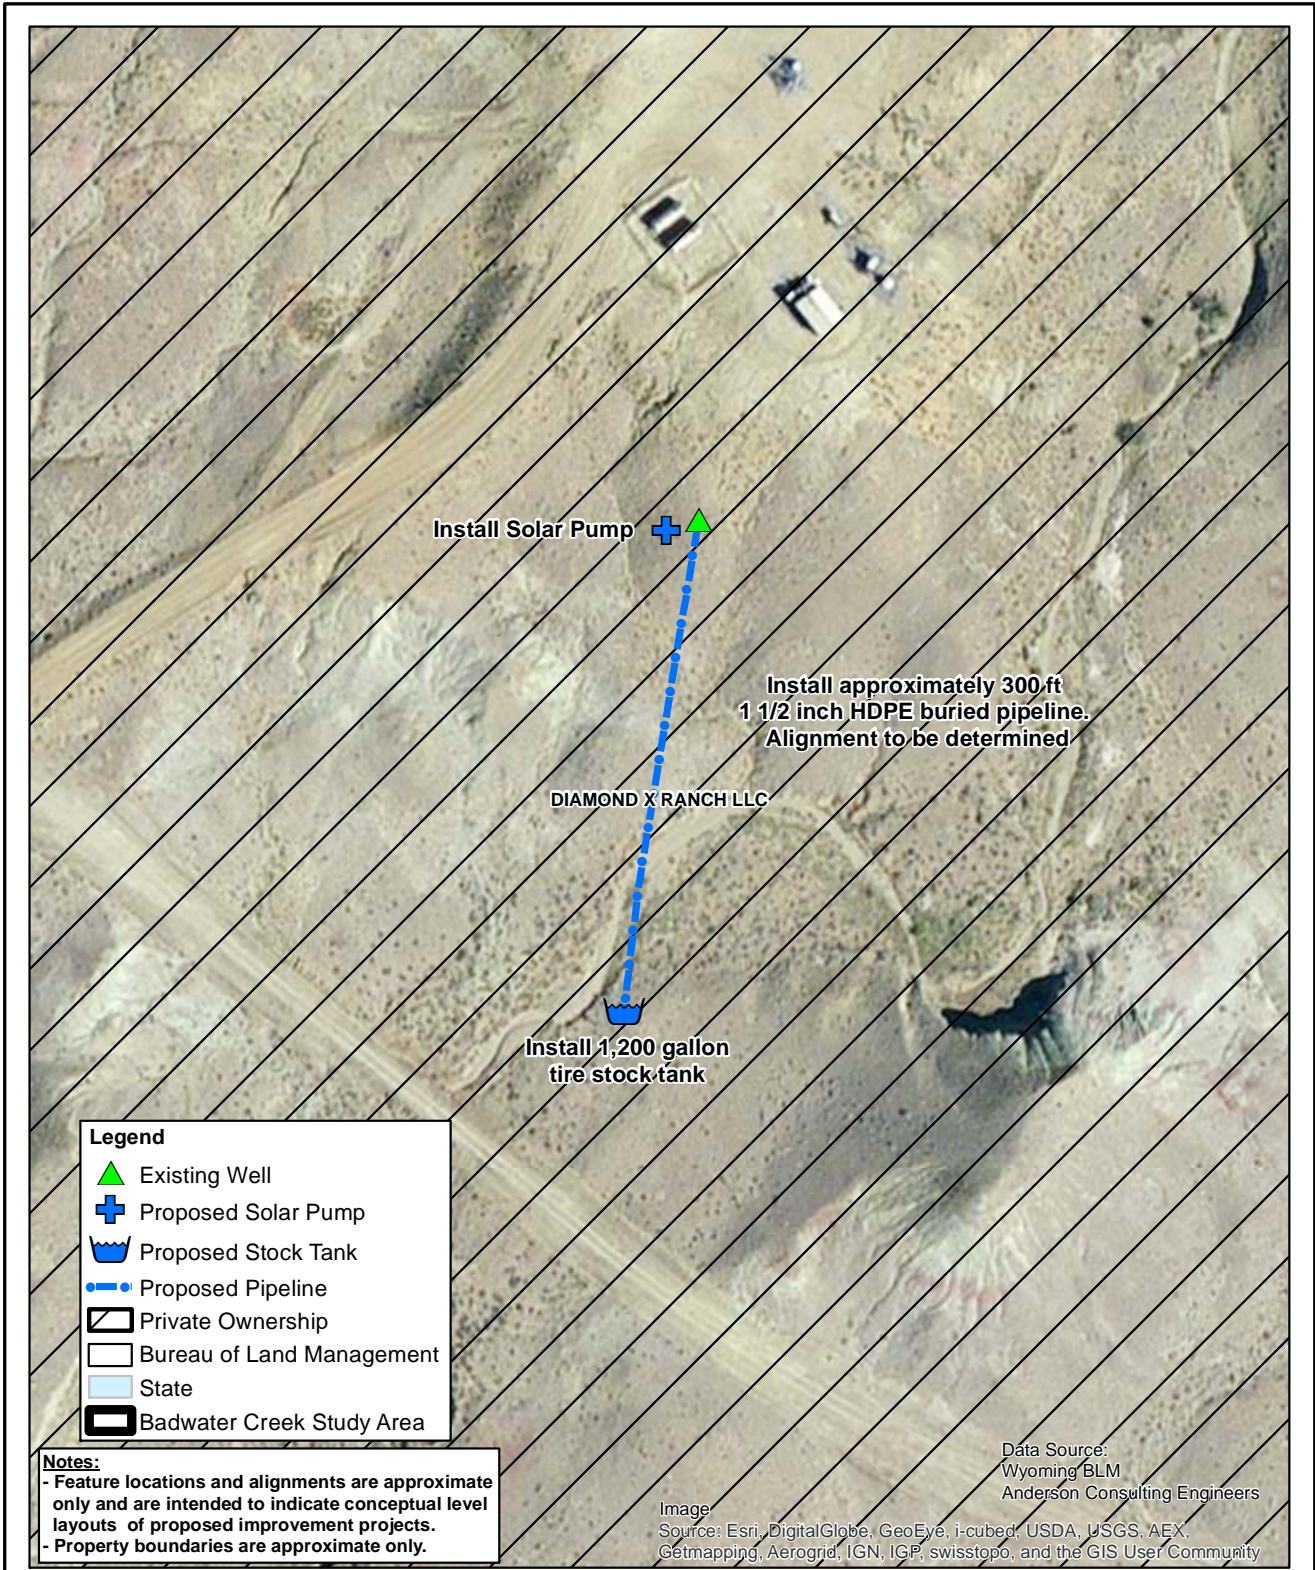 Install Solar Pump
Install approximately 300 ft
1 1/2 inch HDPE buried pipeline.
Alignment to be determined
DIAMOND X RANCH LLC
Install 1,200 gallon
tire stock tank
Legend
Existing Well
Proposed Solar Pump
Proposed Stock Tank
Proposed Pipeline
Private Ownership
Bureau of Land Management
State
Badwater Creek Study Area
Notes:
- Feature locations and alignments are approximate
only and are intended to indicate conceptual level
layouts of proposed improvement projects.
- Property boundaries are approximate only.
Data Source:
Wyoming BLM
Anderson Consulting Engineers
Image
Source: Esri, DigitalGlobe, GeoEye, i-cubed, USDA, USGS, AEX,
Getmapping, Aerogrid, IGN, IGP, swisstopo, and the GIS User Community